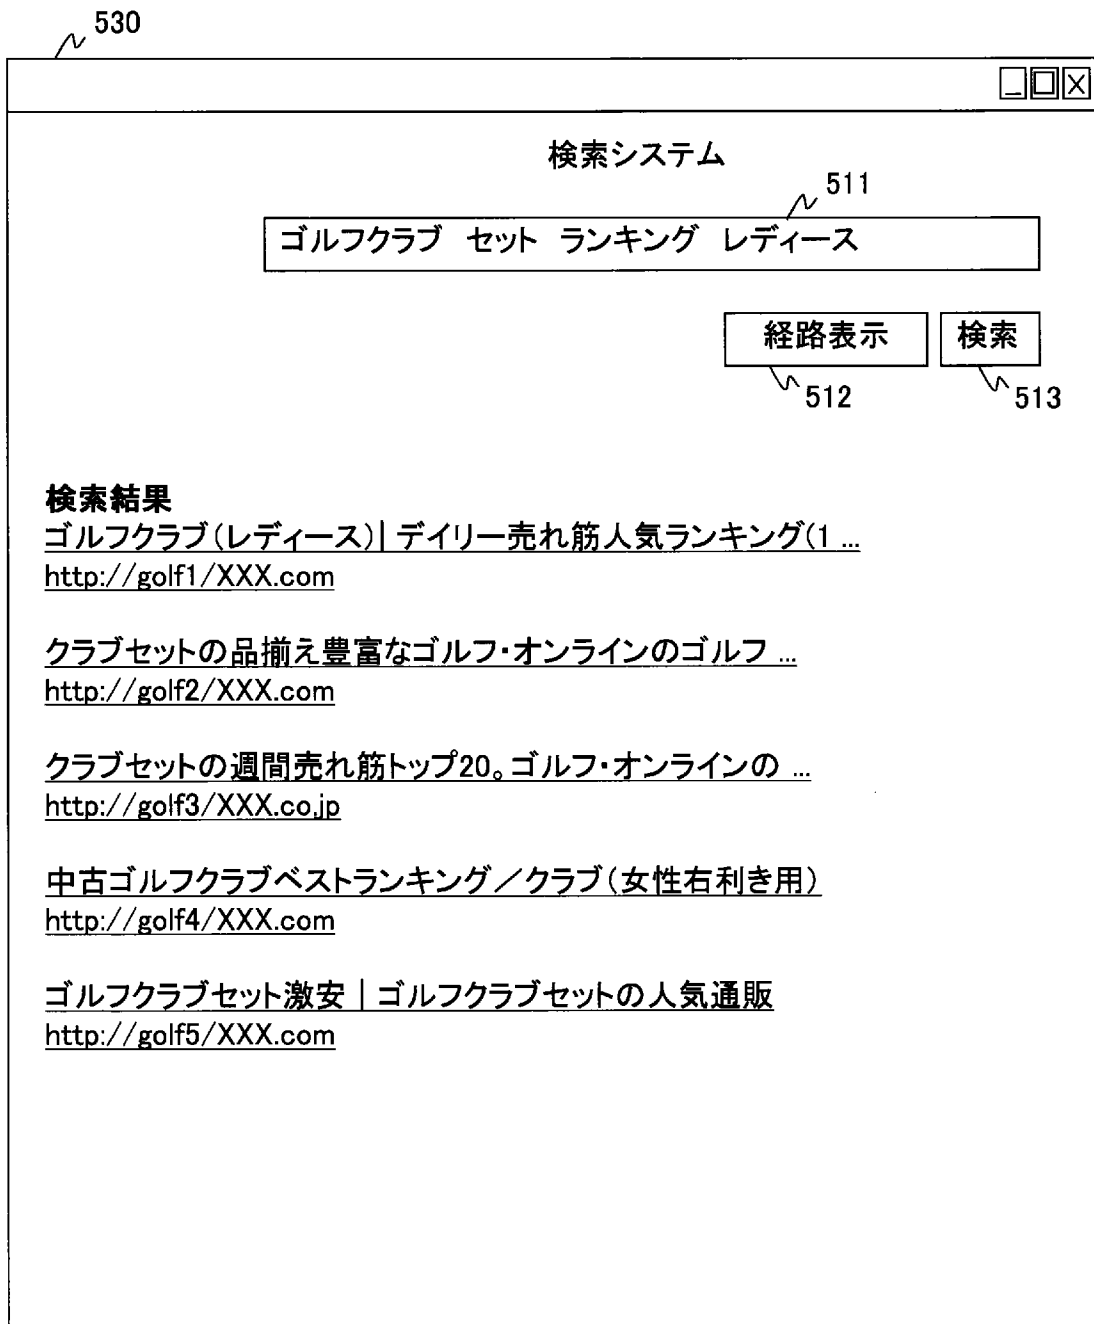 530
検索システム
511
ゴルフクラブ セット ランキング レディース
経路表示 検索
512 513
検索結果
ゴルフクラブ(レディース)|デイリー売れ筋人気ランキング(1 ...
http://golf1/XXX.com
クラブセットの品揃え豊富なゴルフ・オンラインのゴルフ ...
http://golf2/XXX.com
クラブセットの週間売れ筋トップ20。ゴルフ・オンラインの ...
http://golf3/XXX.co.jp
中古ゴルフクラブベストランキング/クラブ(女性右利き用)
http://golf4/XXX.com
ゴルフクラブセット激安|ゴルフクラブセットの人気通販
http://golf5/XXX.com